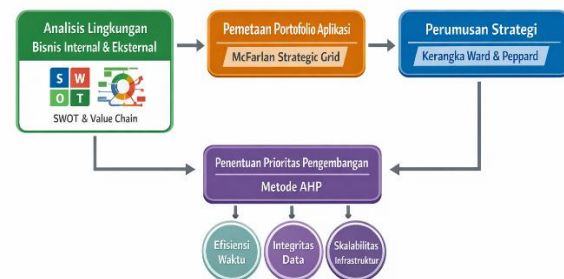 Analisis Lingkungan
Bisnis Internal & Eksternal
S W
O T
SWOT & Value Chain
Pemetaan Portofolio Aplikasi
McFarlan Strategic Grid
Perumusan Strategi
Kerangka Ward & Peppard
Penentuan Prioritas Pengembangan
Metode AHP
Efisiensi
Waktu
Integritas
Data
Skalabilitas
Infrastruktur